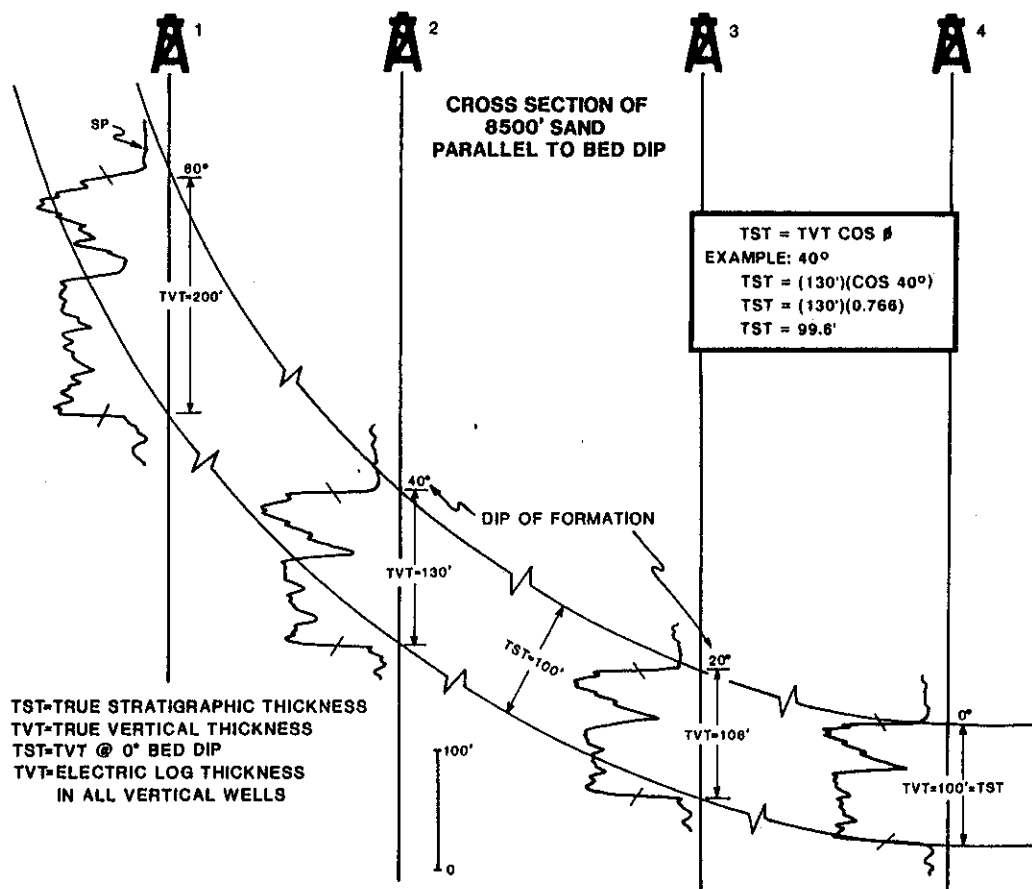 1
2
3
4
CROSS SECTION OF
8500' SAND
PARALLEL TO BED DIP
SP
60°
TST = TVT COS ø
EXAMPLE: 40°
TST = (130')(COS 40°)
TST = (130')(0.766)
TST = 99.6'
TVT=200'
40°
DIP OF FORMATION
TVT=130'
TST=100'
20°
0°
TVT=106'
TVT=100'=TST
TST=TRUE STRATIGRAPHIC THICKNESS
TVT=TRUE VERTICAL THICKNESS
TST=TVT @ 0° BED DIP
TVT=ELECTRIC LOG THICKNESS
IN ALL VERTICAL WELLS
100'
0